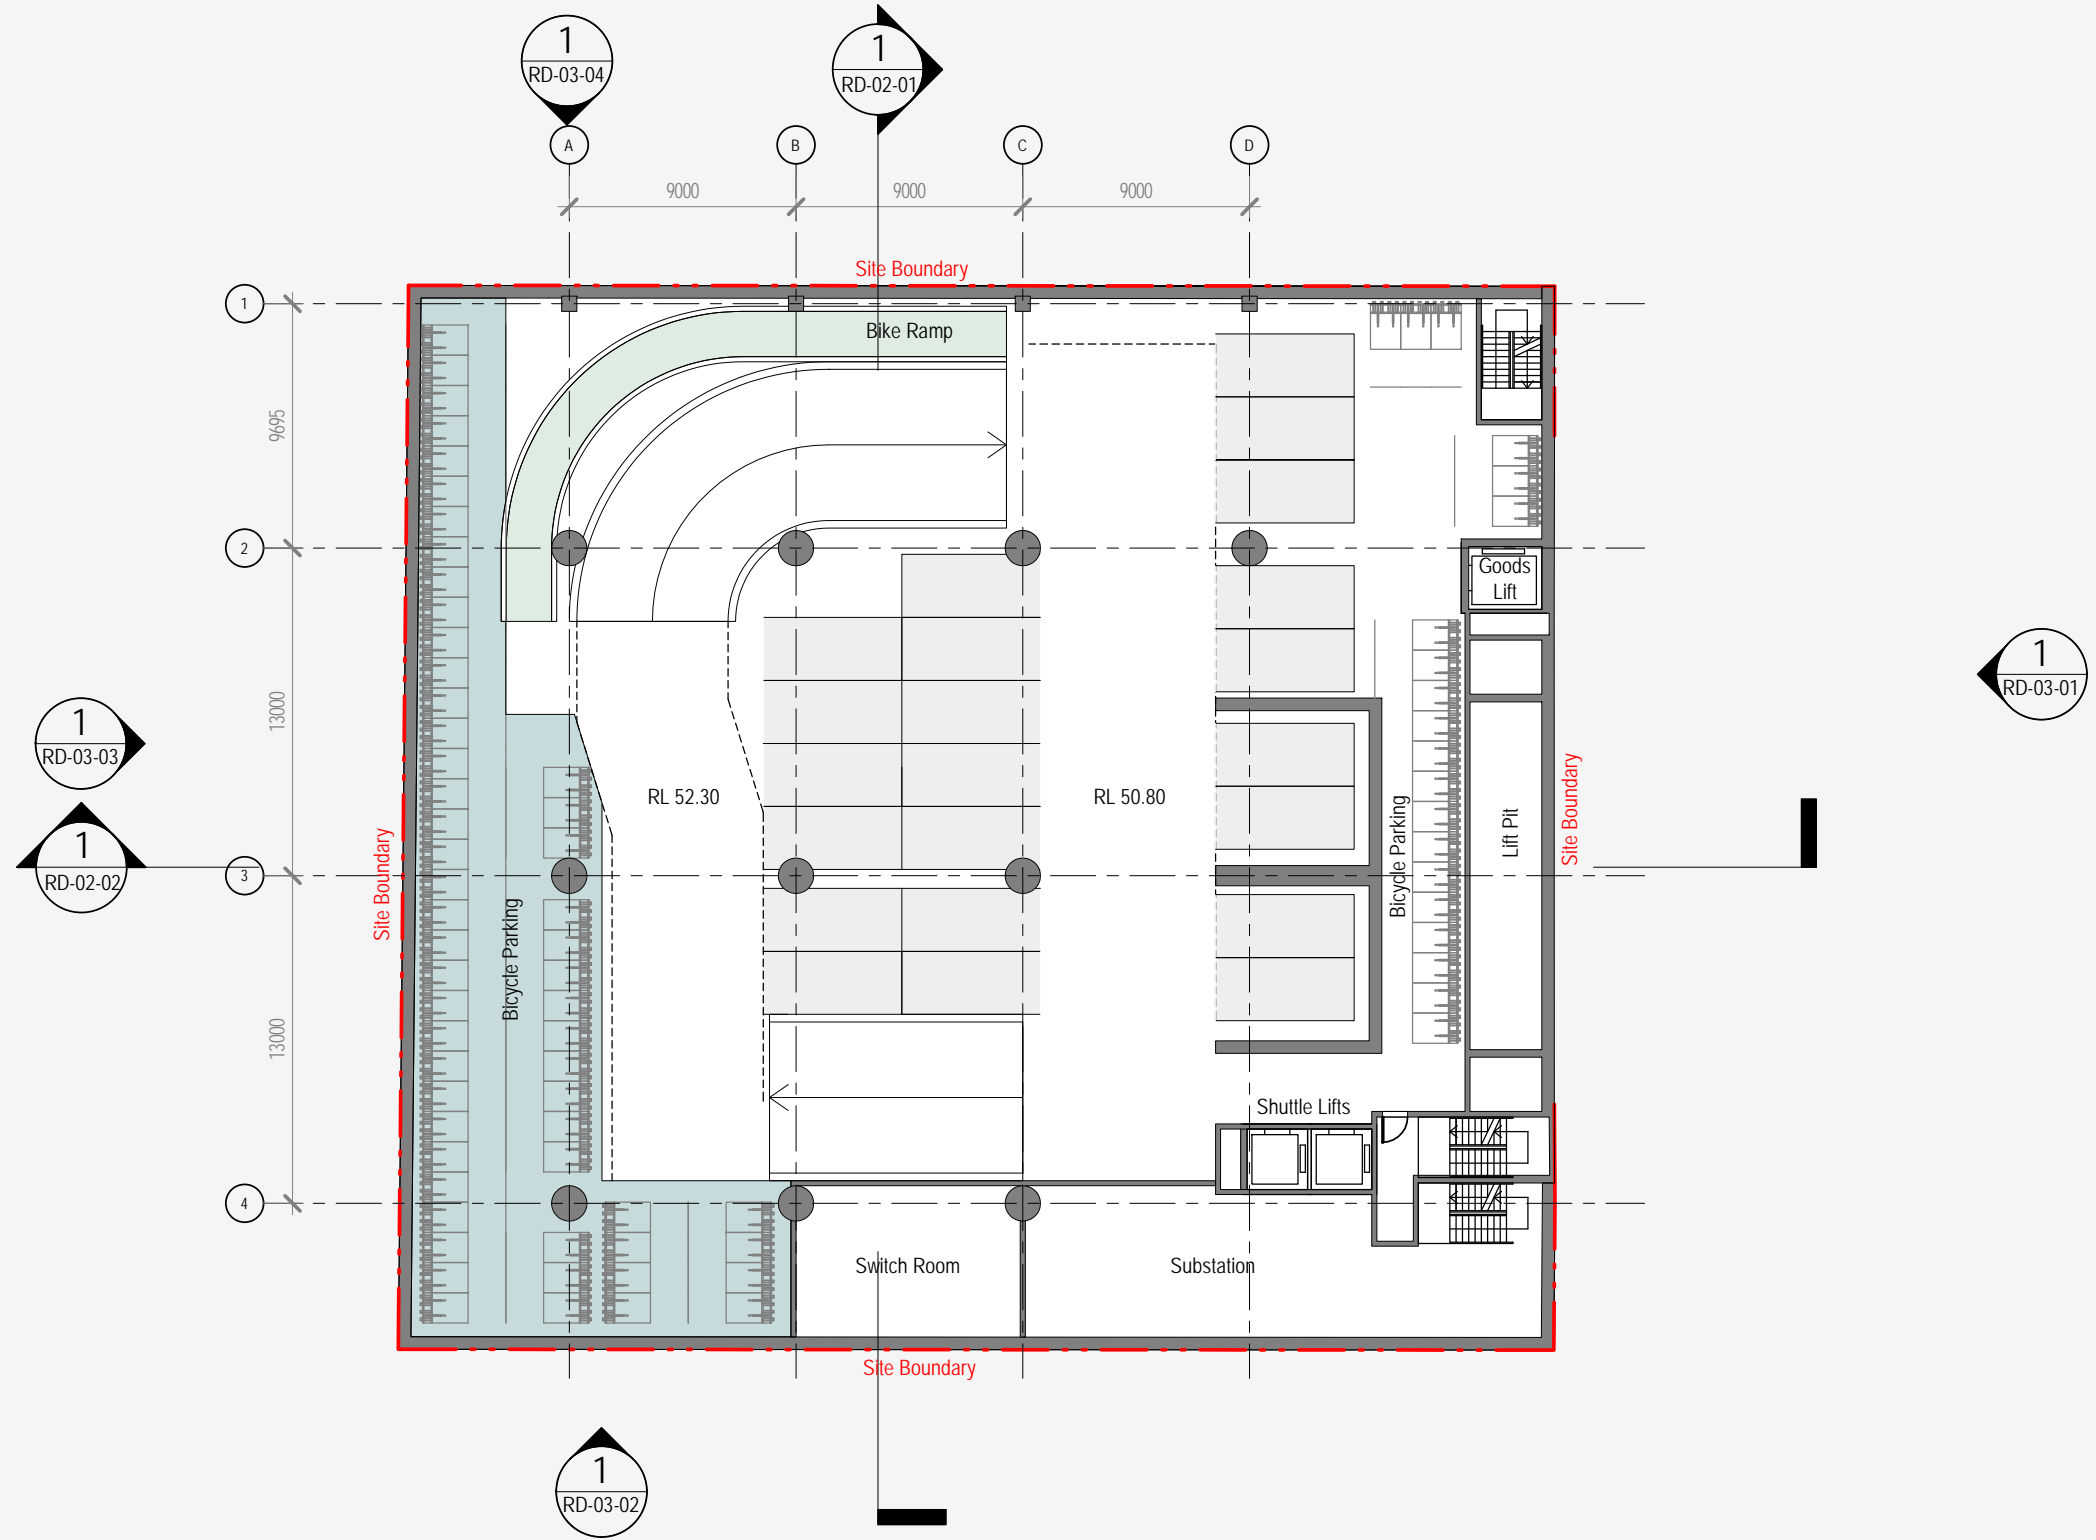 1
RD-03-04
1
RD-02-01
A
B
C
D
9000
9000
9000
Site Boundary
1
Bike Ramp
9695
2
Goods
Lift
1
RD-03-01
13000
1
RD-03-03
RL 52.30
RL 50.80
Bicycle Parking
Lift Pit
Site Boundary
Site Boundary
1
RD-02-02
3
Bicycle Parking
13000
Shuttle Lifts
4
Switch Room
Substation
Site Boundary
1
RD-03-02